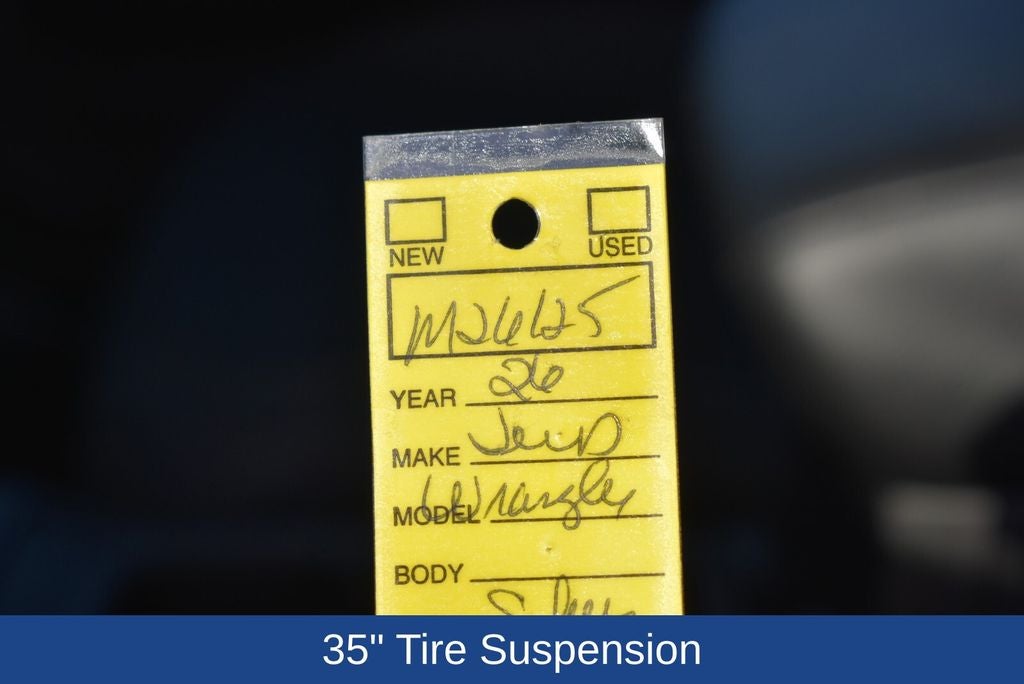 NEW USED
M26625
YEAR 26
MAKE Jeep
MODEL Wrangler
BODY
35" Tire Suspension